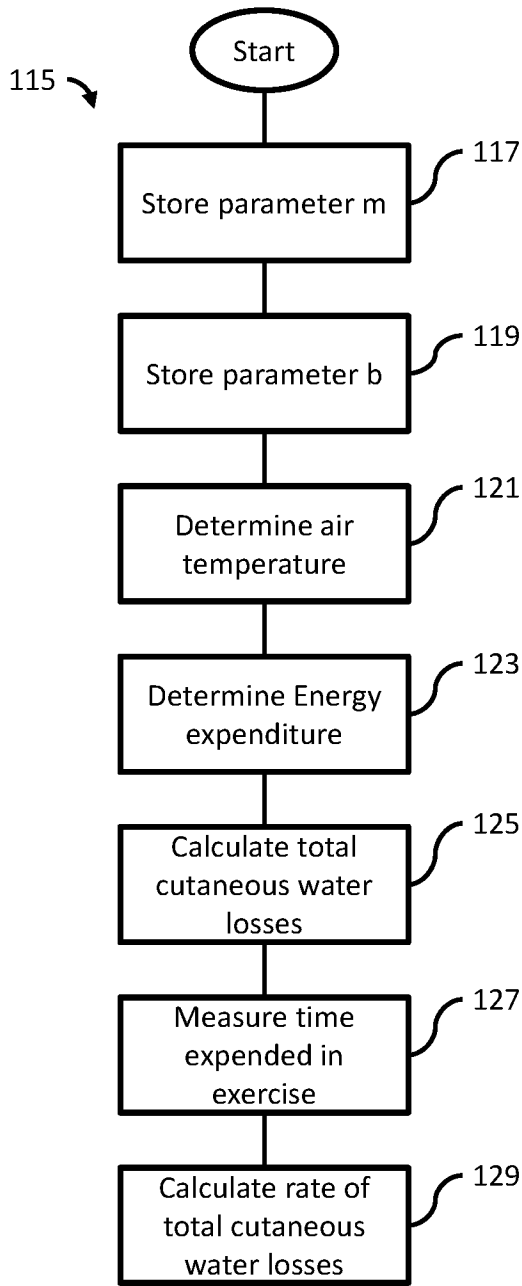 Start
115
Store parameter m
117
Store parameter b
119
Determine air
temperature
121
Determine Energy
expenditure
123
Calculate total
cutaneous water
losses
125
Measure time
expended in
exercise
127
Calculate rate of
total cutaneous
water losses
129